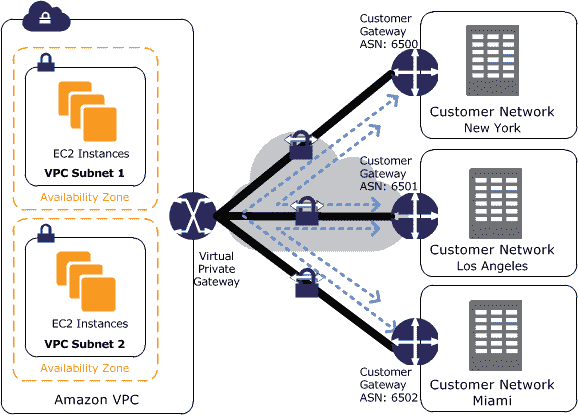 EC2 Instances
VPC Subnet 1
Availability Zone
EC2 Instances
VPC Subnet 2
Availability Zone
Amazon VPC
Virtual
Private
Gateway
Customer
Gateway
ASN: 6500
Customer Network
New York
Customer
Gateway
ASN: 6501
Customer Network
Los Angeles
Customer
Gateway
ASN: 6502
Customer Network
Miami